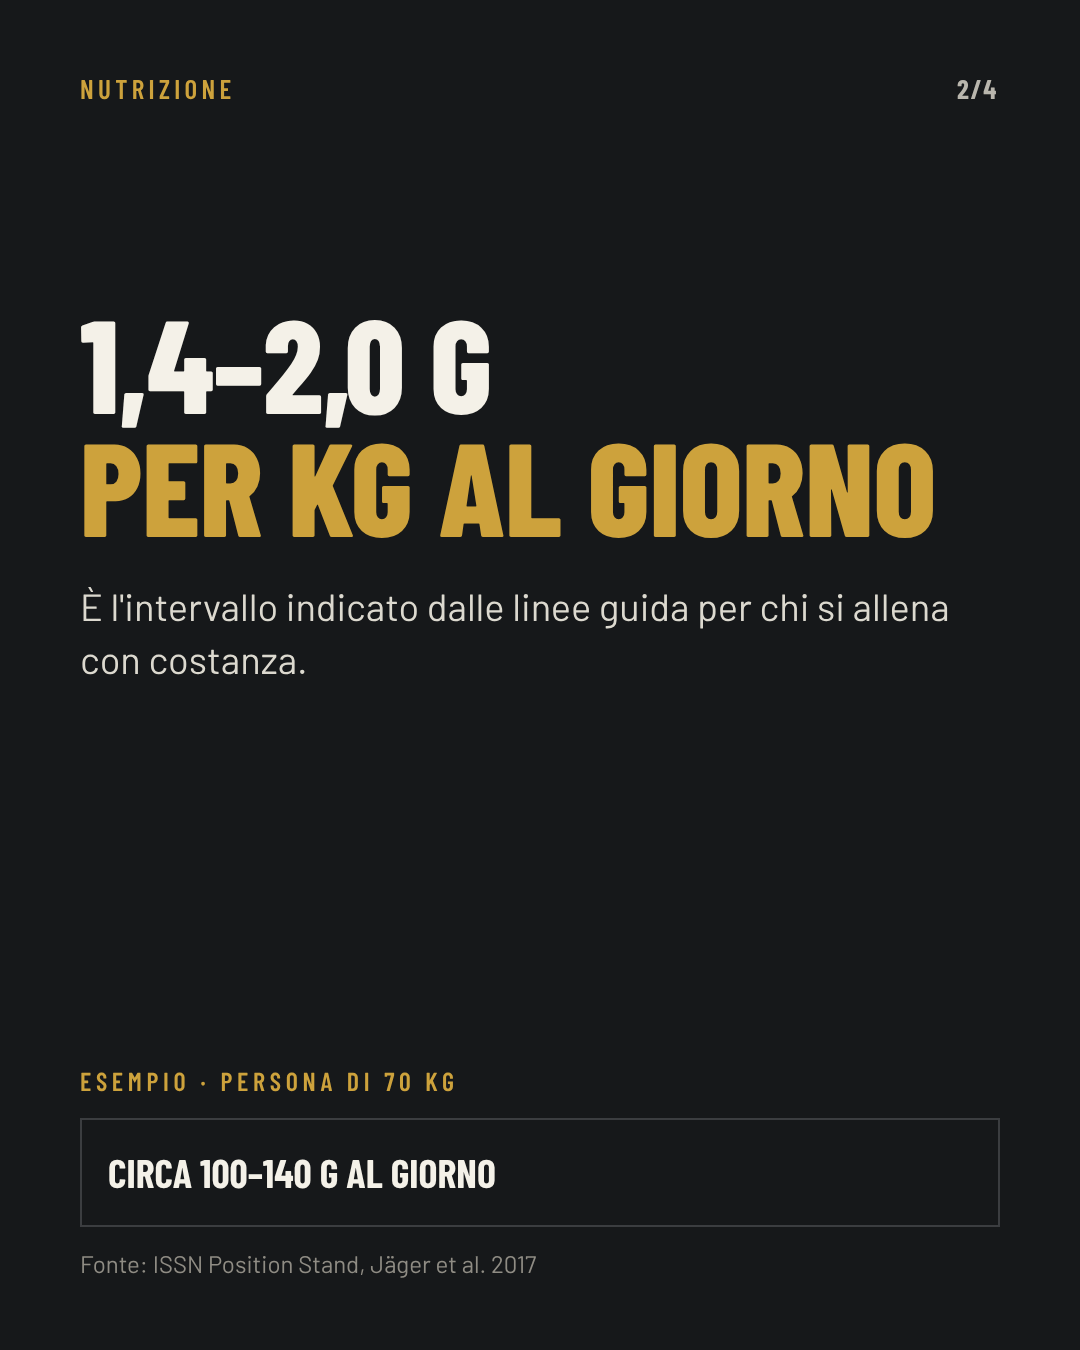 NUTRIZIONE
2/4
1,4–2,0 G
PER KG AL GIORNO
È l'intervallo indicato dalle linee guida per chi si allena
con costanza.
ESEMPIO · PERSONA DI 70 KG
CIRCA 100–140 G AL GIORNO
Fonte: ISSN Position Stand, Jäger et al. 2017